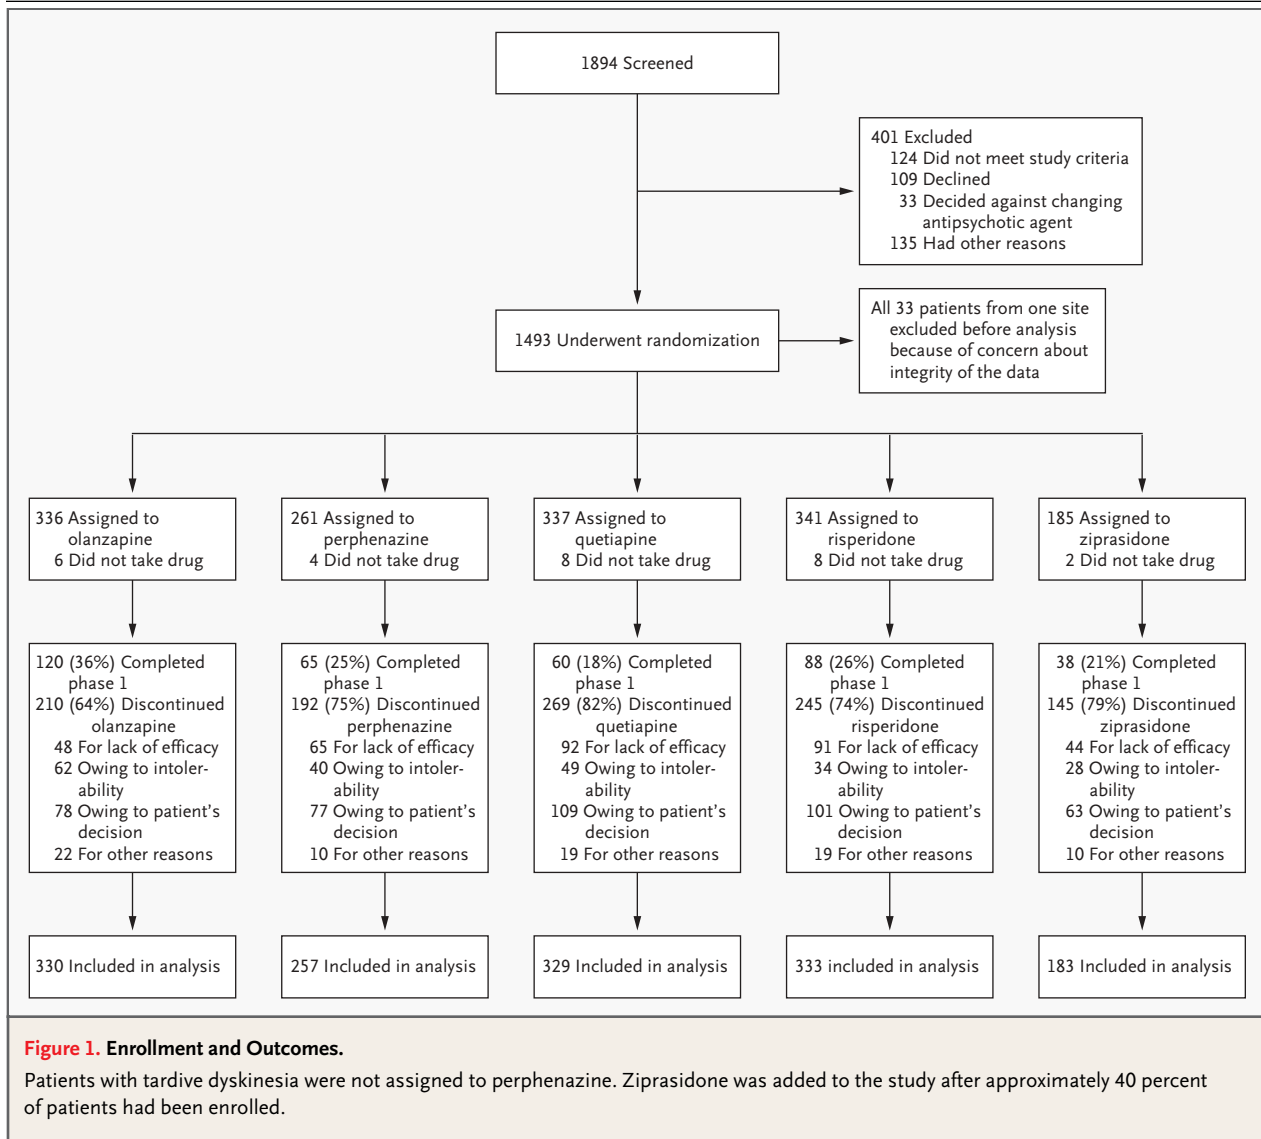 1894 Screened
401 Excluded
124 Did not meet study criteria
109 Declined
33 Decided against changing
antipsychotic agent
135 Had other reasons
1493 Underwent randomization
All 33 patients from one site
excluded before analysis
because of concern about
integrity of the data
336 Assigned to
olanzapine
6 Did not take drug
261 Assigned to
perphenazine
4 Did not take drug
337 Assigned to
quetiapine
8 Did not take drug
341 Assigned to
risperidone
8 Did not take drug
185 Assigned to
ziprasidone
2 Did not take drug
120 (36%) Completed
phase 1
210 (64%) Discontinued
olanzapine
48 For lack of efficacy
62 Owing to intoler-
ability
78 Owing to patient's
decision
22 For other reasons
65 (25%) Completed
phase 1
192 (75%) Discontinued
perphenazine
65 For lack of efficacy
40 Owing to intoler-
ability
77 Owing to patient's
decision
10 For other reasons
60 (18%) Completed
phase 1
269 (82%) Discontinued
quetiapine
92 For lack of efficacy
49 Owing to intoler-
ability
109 Owing to patient's
decision
19 For other reasons
88 (26%) Completed
phase 1
245 (74%) Discontinued
risperidone
91 For lack of efficacy
34 Owing to intoler-
ability
101 Owing to patient's
decision
19 For other reasons
38 (21%) Completed
phase 1
145 (79%) Discontinued
ziprasidone
44 For lack of efficacy
28 Owing to intoler-
ability
63 Owing to patient's
decision
10 For other reasons
330 Included in analysis
257 Included in analysis
329 Included in analysis
333 included in analysis
183 Included in analysis
Figure 1. Enrollment and Outcomes.
Patients with tardive dyskinesia were not assigned to perphenazine. Ziprasidone was added to the study after approximately 40 percent
of patients had been enrolled.